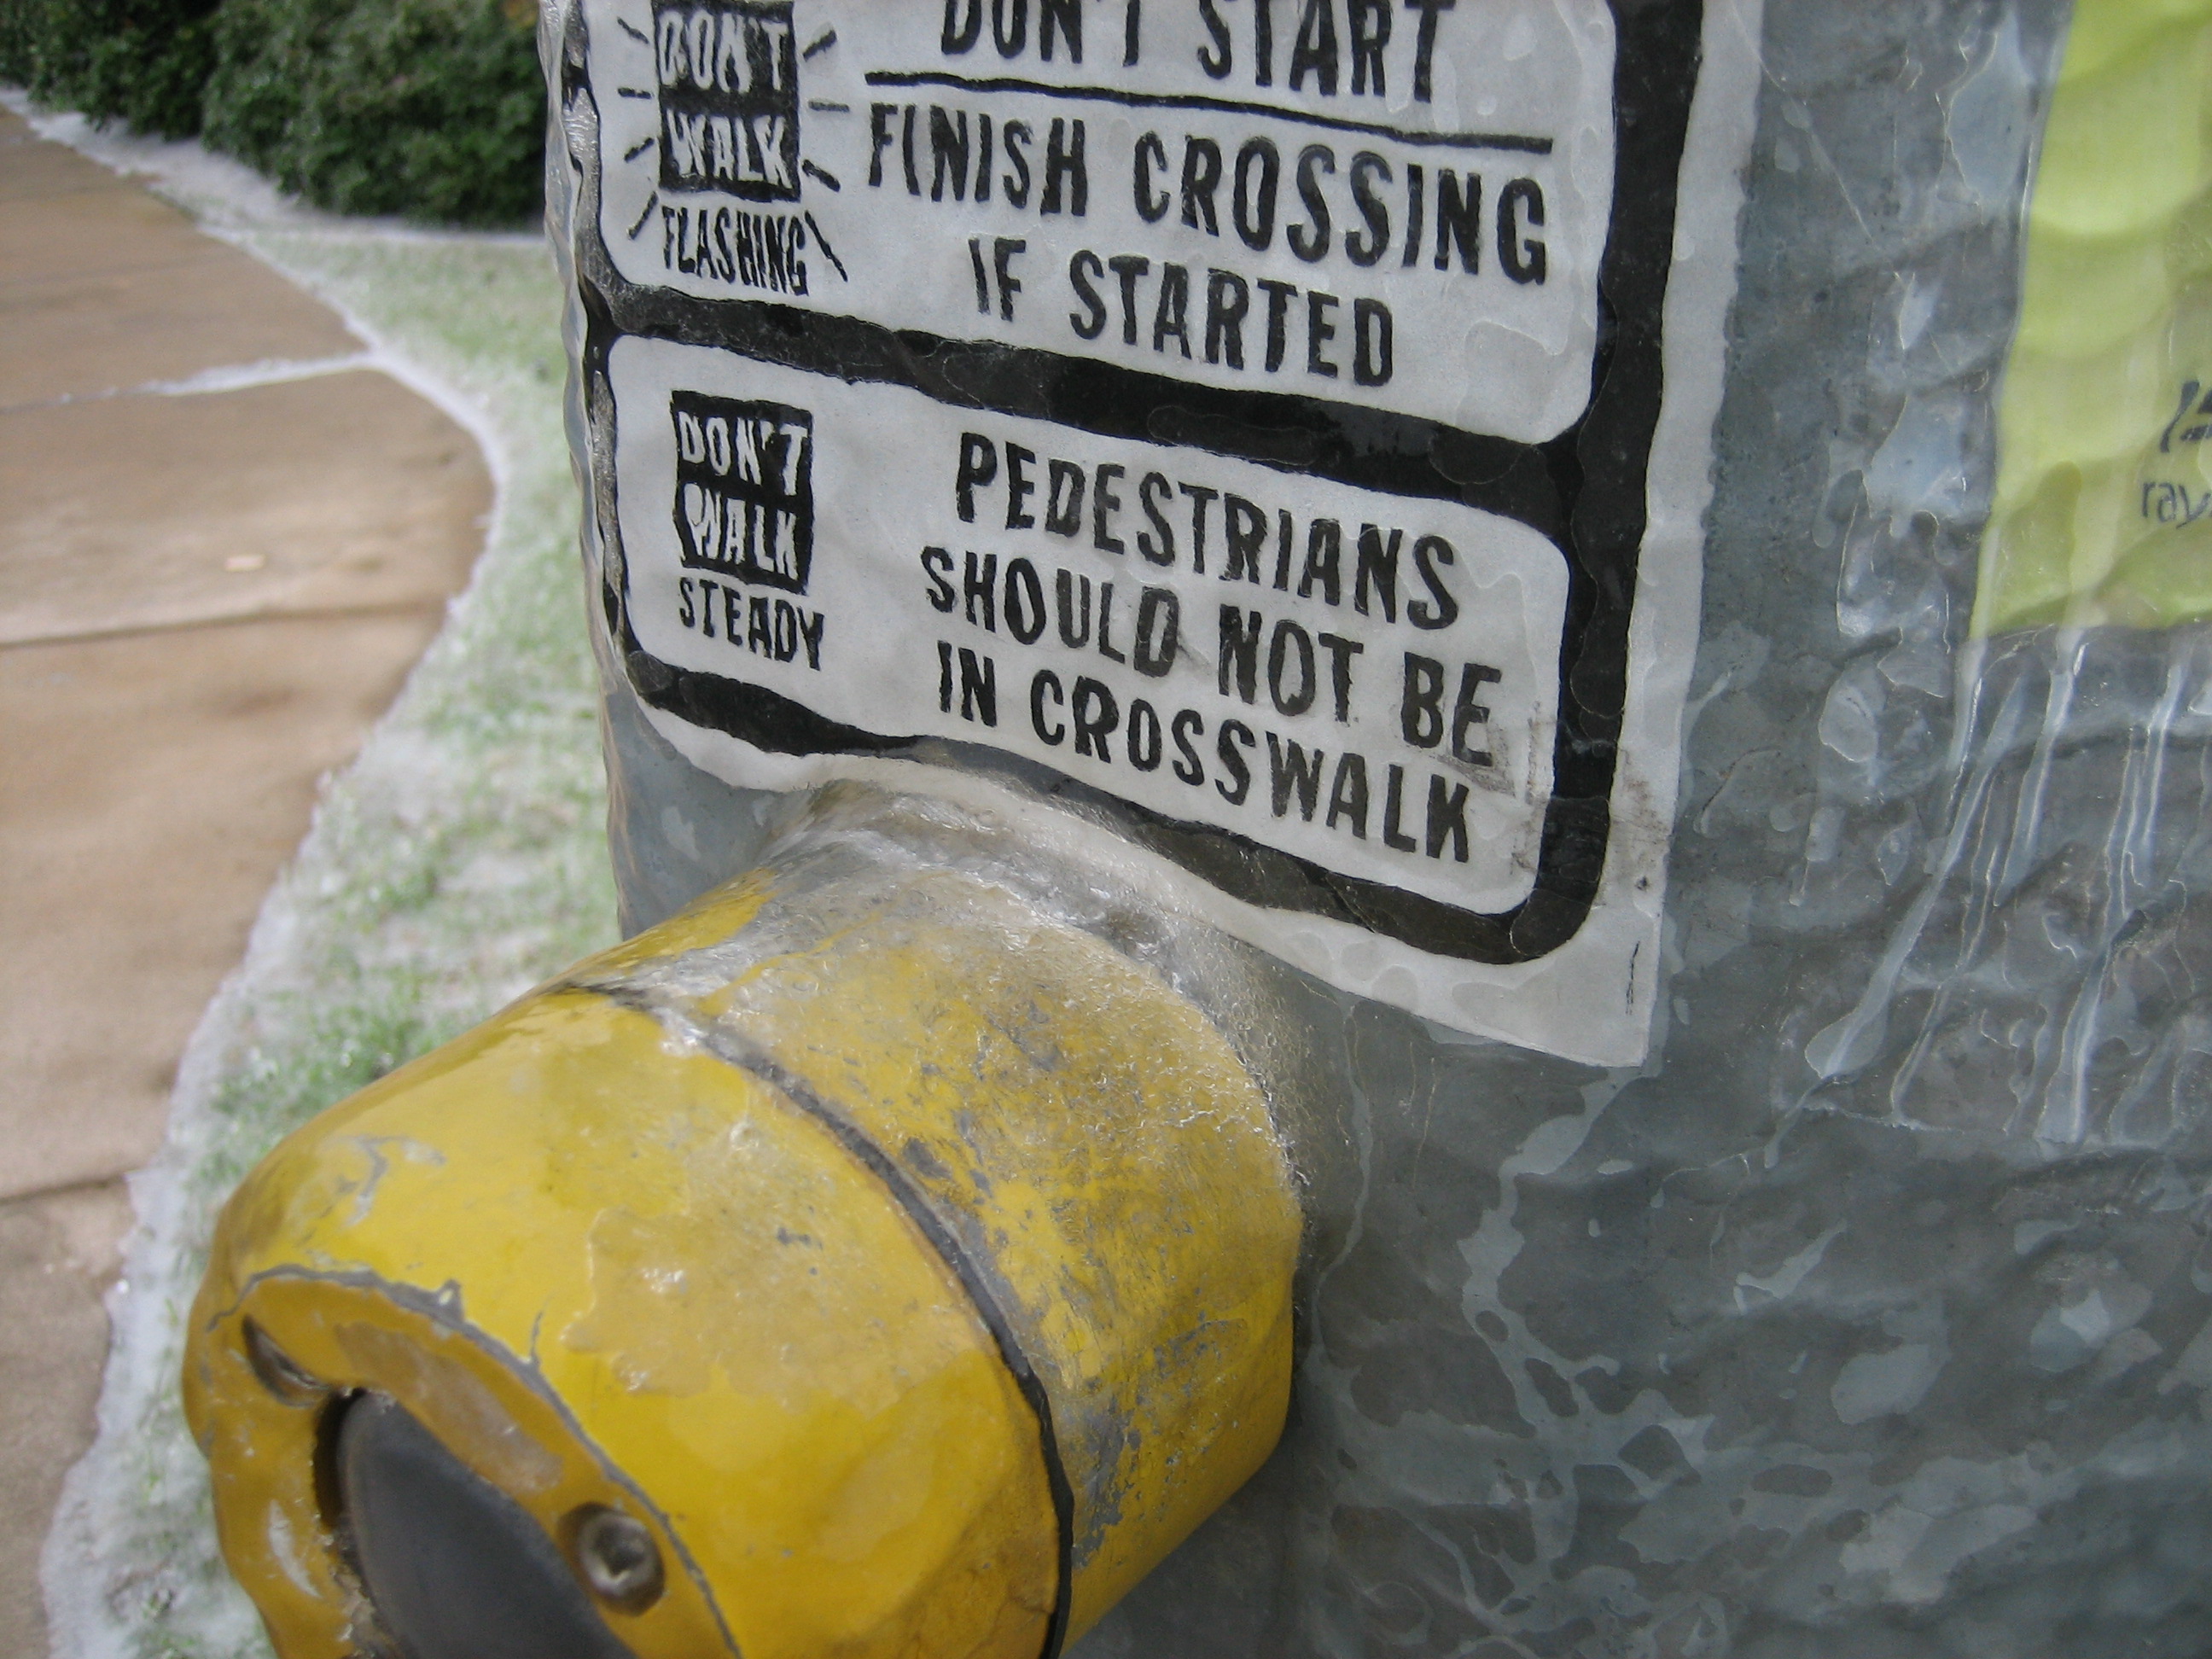 DON'T
WALK
FLASHING
DON'T START
FINISH CROSSING
IF STARTED
DON'T
WALK
STEADY
PEDESTRIANS
SHOULD NOT BE
IN CROSSWALK